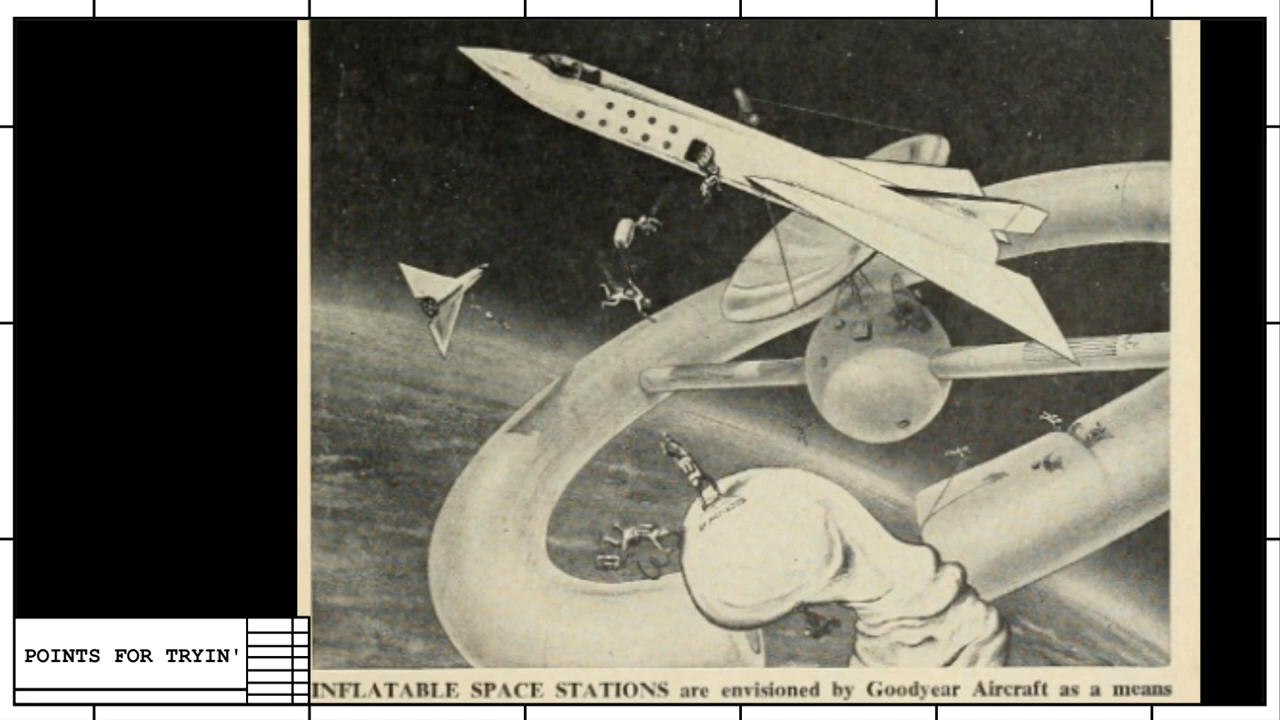 POINTS FOR TRYIN'
INFLATABLE SPACE STATIONS are envisioned by Goodyear Aircraft as a means